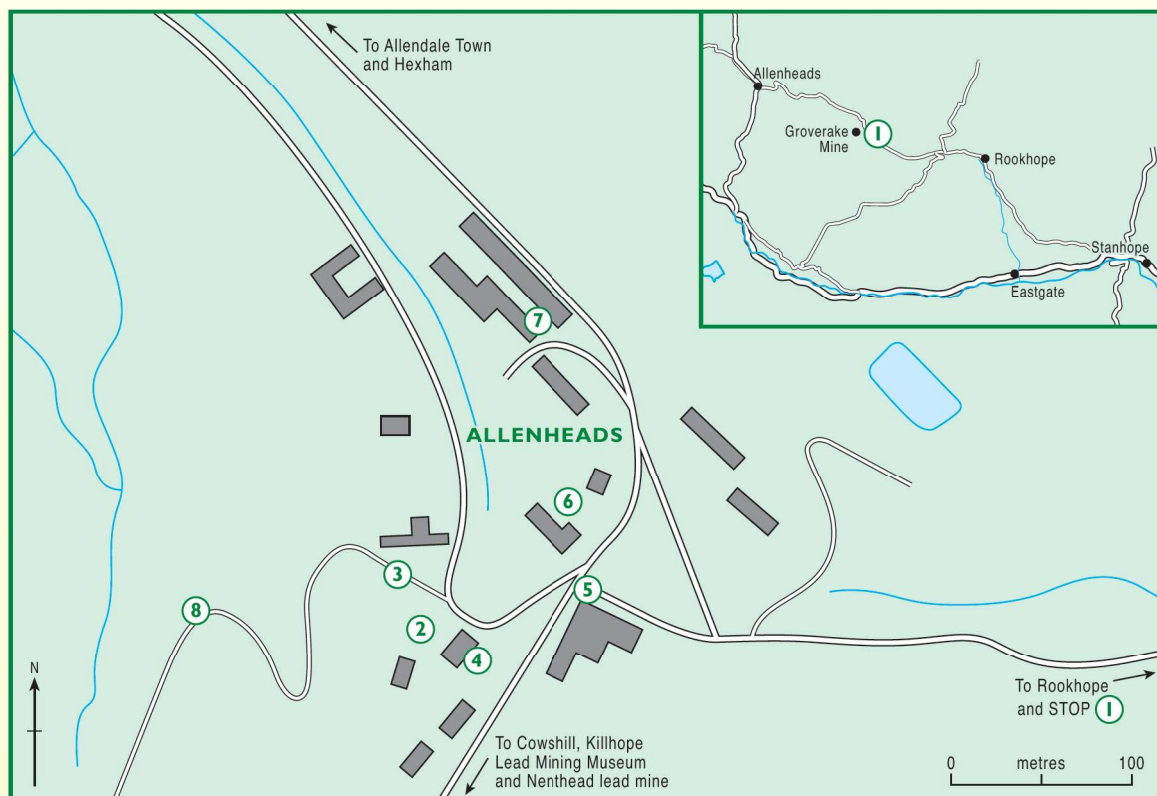 To Allendale Town
and Hexham
Allenheads
Groverake
Mine
1
Rookhope
Stanhope
Eastgate
7
ALLENHEADS
6
3
5
8
2
4
N
To Rookhope
and STOP 1
To Cowshill, Killhope
Lead Mining Museum
and Nenthead lead mine
0 metres 100